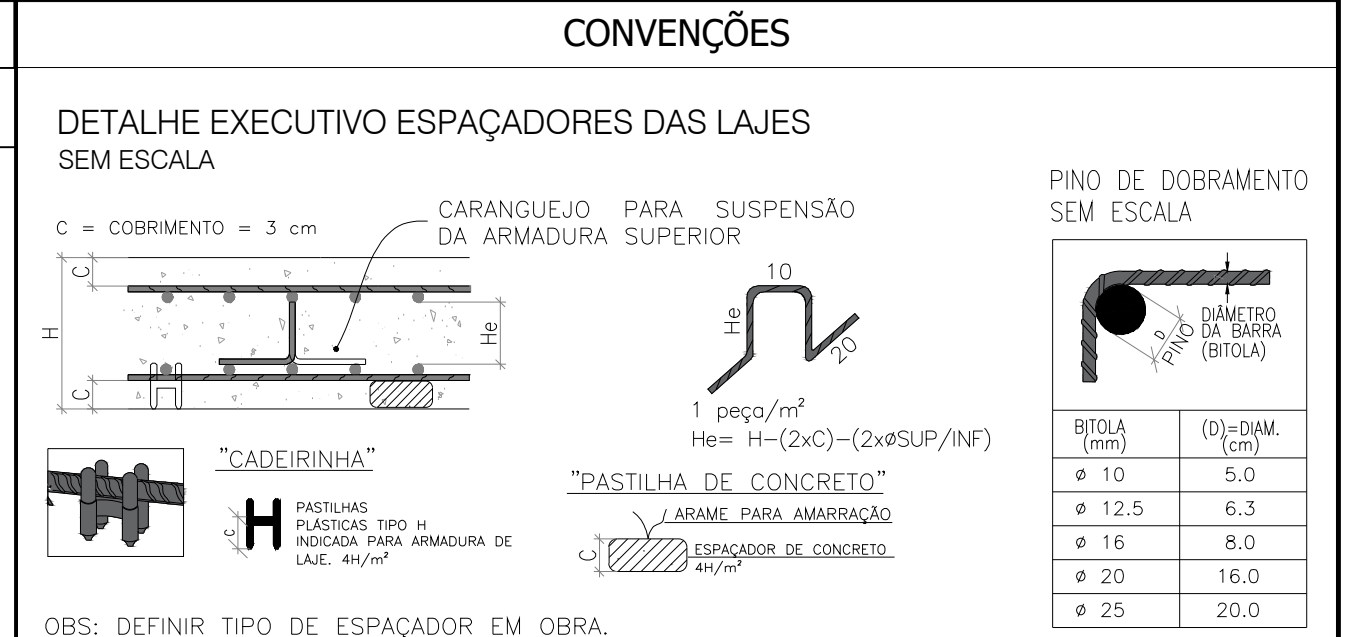 CONVENÇÕES
DETALHE EXECUTIVO ESPAÇADORES DAS LAJES
SEM ESCALA
C = COBRIMENTO = 3 cm
CARANGUEJO PARA SUSPENSÃO
DA ARMADURA SUPERIOR
C
H
He
C
10
He
20
1 peça/m²
He= H-(2xC)-(2xøSUP/INF)
"CADEIRINHA"
C
PASTILHAS
PLÁSTICAS TIPO H
INDICADA PARA ARMADURA DE
LAJE. 4H/m²
"PASTILHA DE CONCRETO"
ARAME PARA AMARRAÇÃO
C
ESPAÇADOR DE CONCRETO
4H/m²
OBS: DEFINIR TIPO DE ESPAÇADOR EM OBRA.
PINO DE DOBRAMENTO
SEM ESCALA
D
PINO
DIÂMETRO
DA BARRA
(BITOLA)
BITOLA (mm) (D)=DIAM. (cm)
ø 10 5.0
ø 12.5 6.3
ø 16 8.0
ø 20 16.0
ø 25 20.0